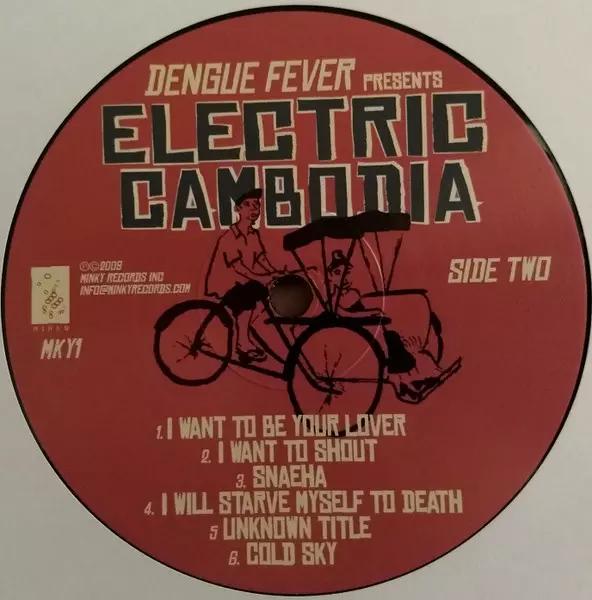 DENGUE FEVER PRESENTS
ELECTRIC
CAMBODIA
℗©2009
MINKY RECORDS INC
INFO@MINKYRECORDS.COM
SIDE TWO
MINKY
MKY1
1. I WANT TO BE YOUR LOVER
2. I WANT TO SHOUT
3. SNAEHA
4. I WILL STARVE MYSELF TO DEATH
5 UNKNOWN TITLE
6. COLD SKY